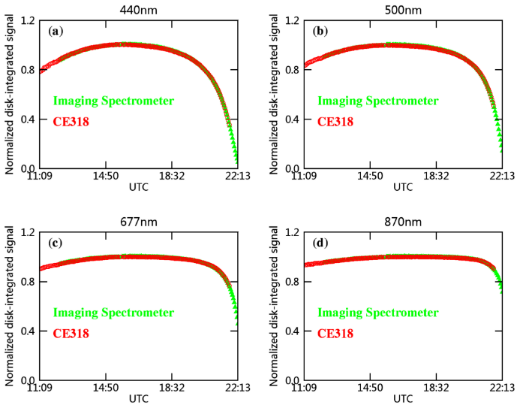 440nm
Normalized disk-integrated signal
1.2
0.8
0.4
0.0
(a)
Imaging Spectrometer
CE318
11:09 14:50 18:32 22:13
UTC
500nm
Normalized disk-integrated signal
1.2
0.8
0.4
0.0
(b)
Imaging Spectrometer
CE318
11:09 14:50 18:32 22:13
UTC
677nm
Normalized disk-integrated signal
1.2
0.8
0.4
0.0
(c)
Imaging Spectrometer
CE318
11:09 14:50 18:32 22:13
UTC
870nm
Normalized disk-integrated signal
1.2
0.8
0.4
0.0
(d)
Imaging Spectrometer
CE318
11:09 14:50 18:32 22:13
UTC